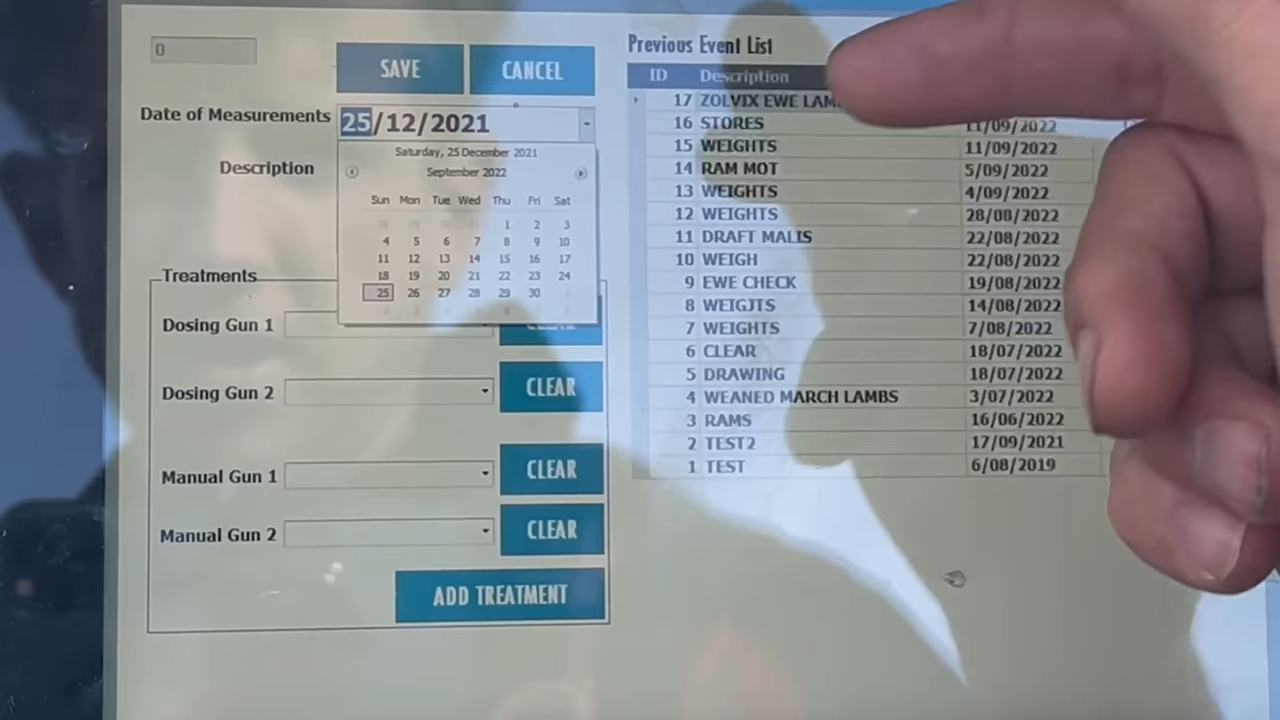 0
SAVE
CANCEL
Date of Measurements
25/12/2021
Saturday, 25 December 2021
September 2022
Sun Mon Tue Wed Thu Fri Sat
1 2 3
4 5 6 7 8 9 10
11 12 13 14 15 16 17
18 19 20 21 22 23 24
25 26 27 28 29 30
Description
Treatments
Dosing Gun 1
Dosing Gun 2
CLEAR
Manual Gun 1
CLEAR
Manual Gun 2
CLEAR
ADD TREATMENT
Previous Event List
ID Description
17 ZOLVIX EWE
16 STORES 11/09/2022
15 WEIGHTS 11/09/2022
14 RAM MOT 5/09/2022
13 WEIGHTS 4/09/2022
12 WEIGHTS 28/08/2022
11 DRAFT MALIS 22/08/2022
10 WEIGH 22/08/2022
9 EWE CHECK 19/08/2022
8 WEIGJTS 14/08/2022
7 WEIGHTS 7/08/2022
6 CLEAR 18/07/2022
5 DRAWING 18/07/2022
4 WEANED MARCH LAMBS 3/07/2022
3 RAMS 16/06/2022
2 TEST2 17/09/2021
1 TEST 6/08/2019